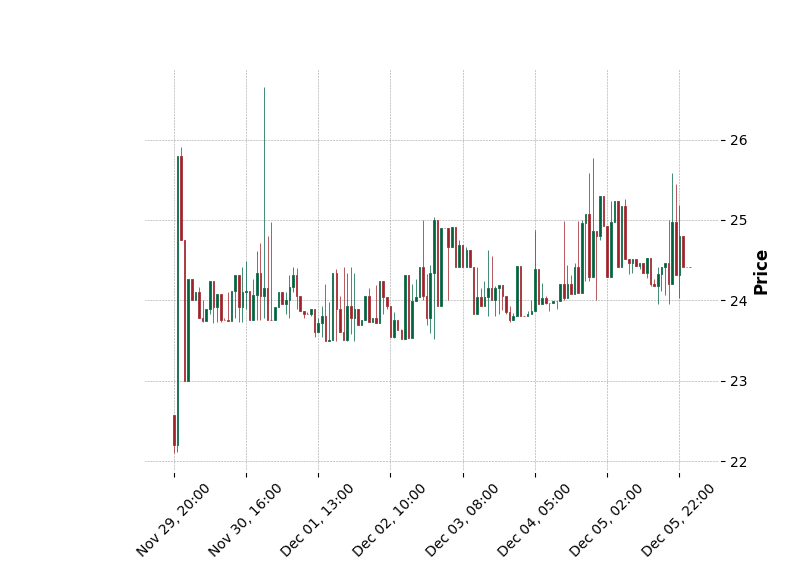 26
25
24
23
22
Price
Nov 29, 20:00
Nov 30, 16:00
Dec 01, 13:00
Dec 02, 10:00
Dec 03, 08:00
Dec 04, 05:00
Dec 05, 02:00
Dec 05, 22:00